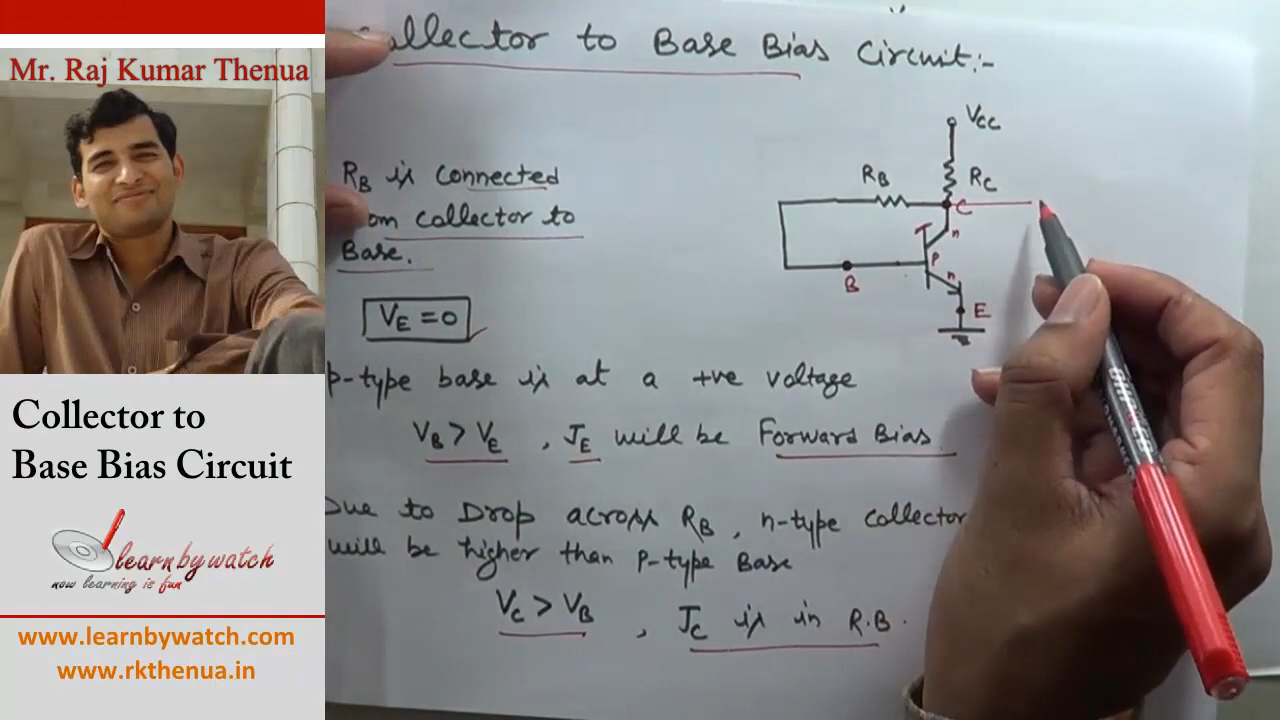 Mr. Raj Kumar Thenua
Collector to
Base Bias Circuit
learnbywatch
now learning is fun
www.learnbywatch.com
www.rkthenua.in
Collector to Base Bias Circuit:-
RB is connected
om collector to
Base.
VE = 0
P-type base is at a +ve voltage
VB > VE , JE will be Forward Bias.
Due to Drop across RB , n-type collector
will be higher than P-type Base
VC > VB , JC is in R.B.
VCC
RB
RC
C
n
P
n
B
E